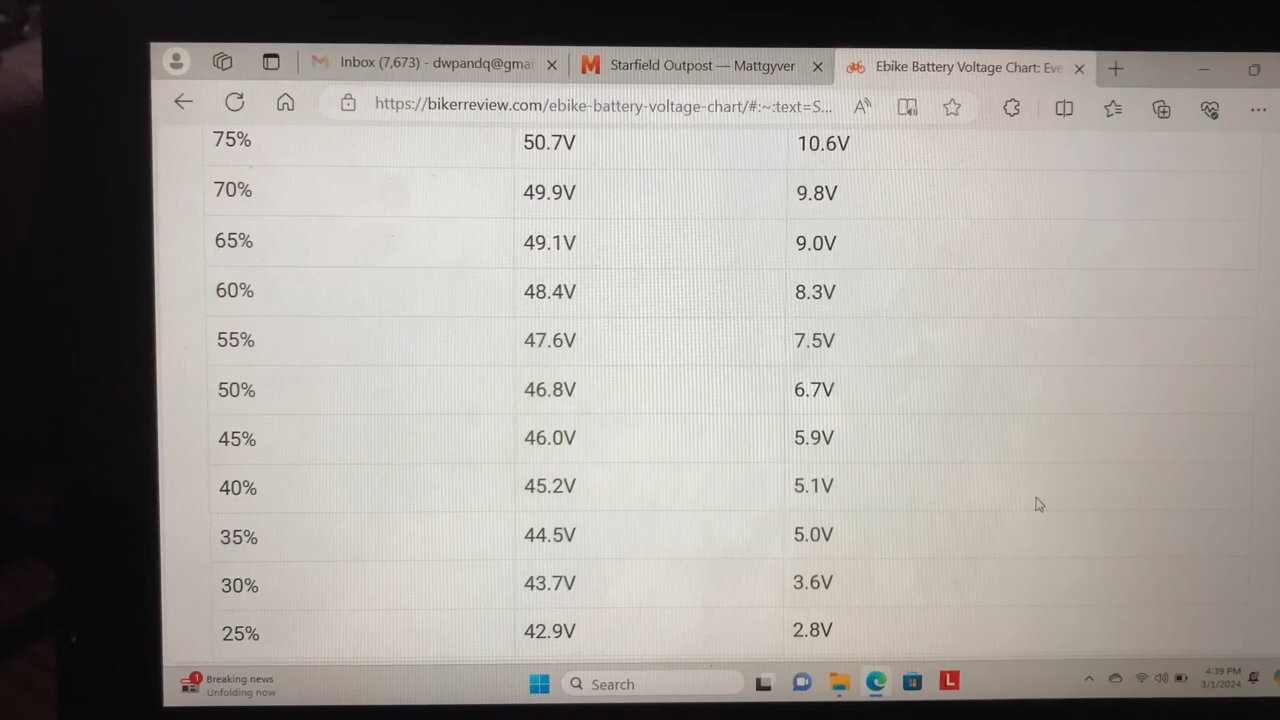 Inbox (7,673) - dwpandq@gmai
Starfield Outpost — Mattgyver
Ebike Battery Voltage Chart: Eve
https://bikerreview.com/ebike-battery-voltage-chart/#:~:text=S...
75% 50.7V 10.6V
70% 49.9V 9.8V
65% 49.1V 9.0V
60% 48.4V 8.3V
55% 47.6V 7.5V
50% 46.8V 6.7V
45% 46.0V 5.9V
40% 45.2V 5.1V
35% 44.5V 5.0V
30% 43.7V 3.6V
25% 42.9V 2.8V
1
Breaking news
Unfolding now
Search
L
4:39 PM
3/1/2024